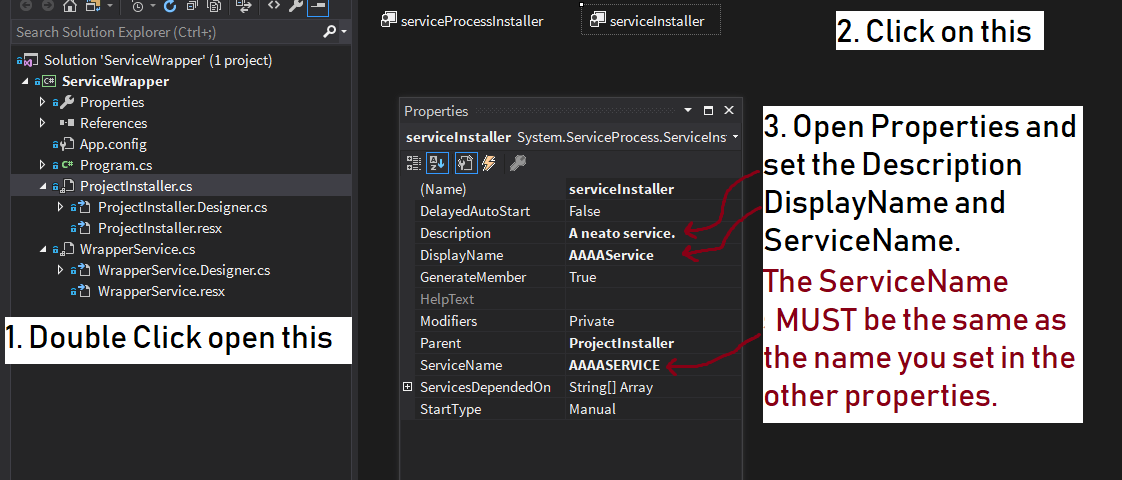 serviceProcessInstaller
serviceInstaller
2. Click on this
Search Solution Explorer (Ctrl+;)
Solution 'ServiceWrapper' (1 project)
C# ServiceWrapper
Properties
References
App.config
C# Program.cs
ProjectInstaller.cs
ProjectInstaller.Designer.cs
ProjectInstaller.resx
WrapperService.cs
WrapperService.Designer.cs
WrapperService.resx
1. Double Click open this
Properties
serviceInstaller System.ServiceProcess.ServiceIns
(Name) serviceInstaller
DelayedAutoStart False
Description A neato service.
DisplayName AAAAService
GenerateMember True
HelpText
Modifiers Private
Parent ProjectInstaller
ServiceName AAAASERVICE
ServicesDependedOn String[] Array
StartType Manual
3. Open Properties and
set the Description
DisplayName and
ServiceName.
The ServiceName
MUST be the same as
the name you set in the
other properties.